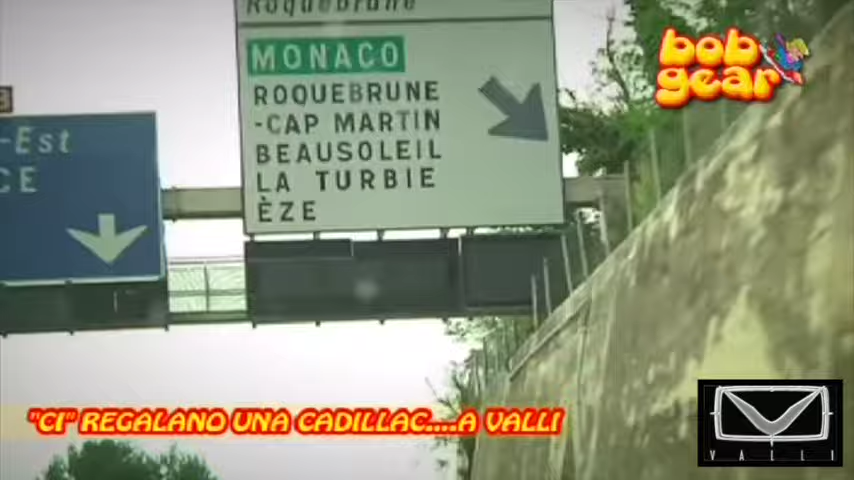 Roquebrune
MONACO
ROQUEBRUNE
-CAP MARTIN
BEAUSOLEIL
LA TURBIE
ÈZE
-Est
CE
bob
gear
"CI" REGALANO UNA CADILLAC....A VALLI
VALLI